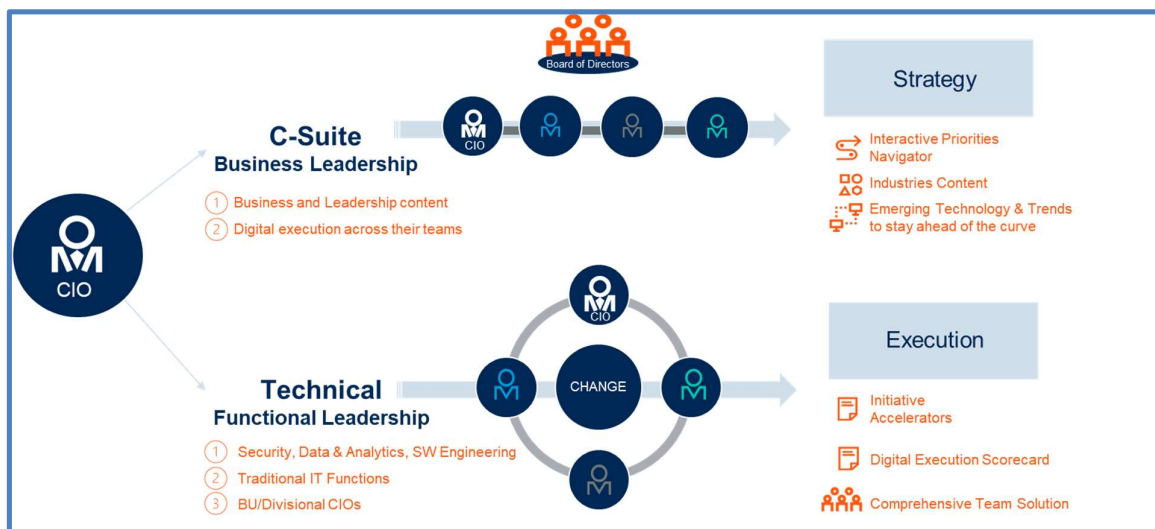 Board of Directors
Strategy
C-Suite
Business Leadership
CIO
1 Business and Leadership content
2 Digital execution across their teams
Interactive Priorities
Navigator
Industries Content
Emerging Technology & Trends
to stay ahead of the curve
CIO
CIO
Technical
Functional Leadership
CHANGE
Execution
1 Security, Data & Analytics, SW Engineering
2 Traditional IT Functions
3 BU/Divisional CIOs
Initiative
Accelerators
Digital Execution Scorecard
Comprehensive Team Solution